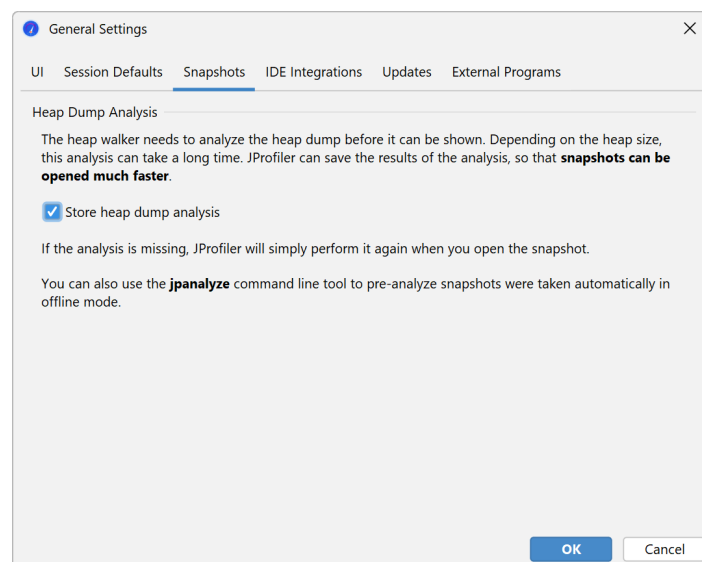 General Settings
UI Session Defaults Snapshots IDE Integrations Updates External Programs
Heap Dump Analysis
The heap walker needs to analyze the heap dump before it can be shown. Depending on the heap size,
this analysis can take a long time. JProfiler can save the results of the analysis, so that snapshots can be
opened much faster.
Store heap dump analysis
If the analysis is missing, JProfiler will simply perform it again when you open the snapshot.
You can also use the jpanalyze command line tool to pre-analyze snapshots were taken automatically in
offline mode.
OK Cancel